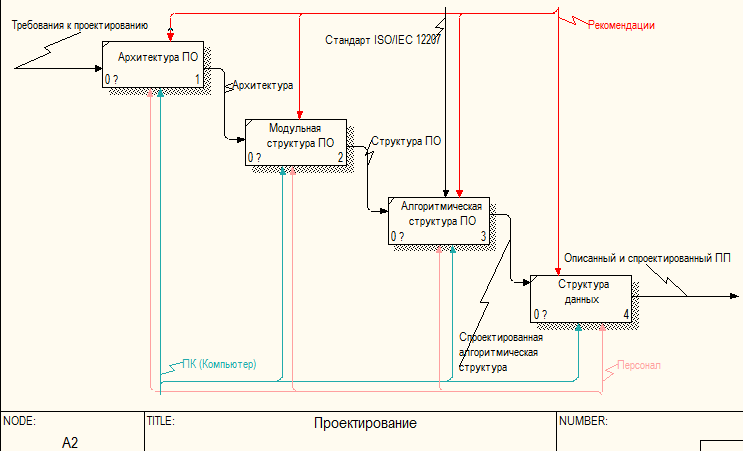 Требования к проектированию
Рекомендации
Стандарт ISO/IEC 12207
Архитектура ПО
0 ?
1
Архитектура
Модульная
структура ПО
0 ?
2
Структура ПО
Алгоритмическая
структура ПО
0 ?
3
Описанный и спроектированный ПП
Структура
данных
0 ?
4
Спроектированная
алгоритмическая
структура
ПК (Компьютер)
Персонал
NODE:
A2
TITLE:
Проектирование
NUMBER: